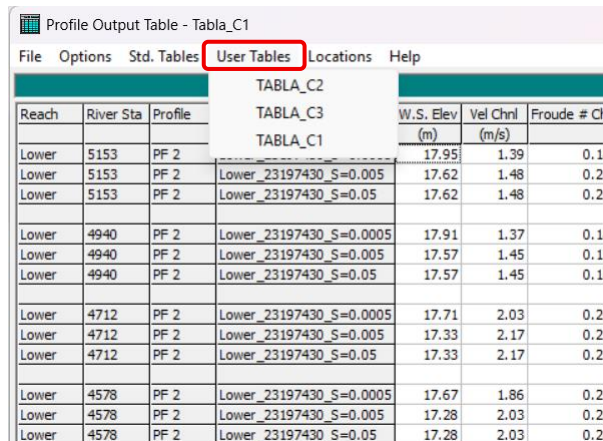 Profile Output Table - Tabla_C1
File Options Std. Tables User Tables Locations Help
TABLA_C2
TABLA_C3
TABLA_C1
Reach River Sta Profile W.S. Elev Vel Chnl Froude # Ch
(m) (m/s)
Lower 5153 PF 2 17.95 1.39 0.1
Lower 5153 PF 2 Lower_23197430_S=0.005 17.62 1.48 0.2
Lower 5153 PF 2 Lower_23197430_S=0.05 17.62 1.48 0.2
Lower 4940 PF 2 Lower_23197430_S=0.0005 17.91 1.37 0.1
Lower 4940 PF 2 Lower_23197430_S=0.005 17.57 1.45 0.1
Lower 4940 PF 2 Lower_23197430_S=0.05 17.57 1.45 0.1
Lower 4712 PF 2 Lower_23197430_S=0.0005 17.71 2.03 0.2
Lower 4712 PF 2 Lower_23197430_S=0.005 17.33 2.17 0.2
Lower 4712 PF 2 Lower_23197430_S=0.05 17.33 2.17 0.2
Lower 4578 PF 2 Lower_23197430_S=0.0005 17.67 1.86 0.2
Lower 4578 PF 2 Lower_23197430_S=0.005 17.28 2.03 0.2
Lower 4578 PF 2 Lower_23197430_S=0.05 17.28 2.03 0.2